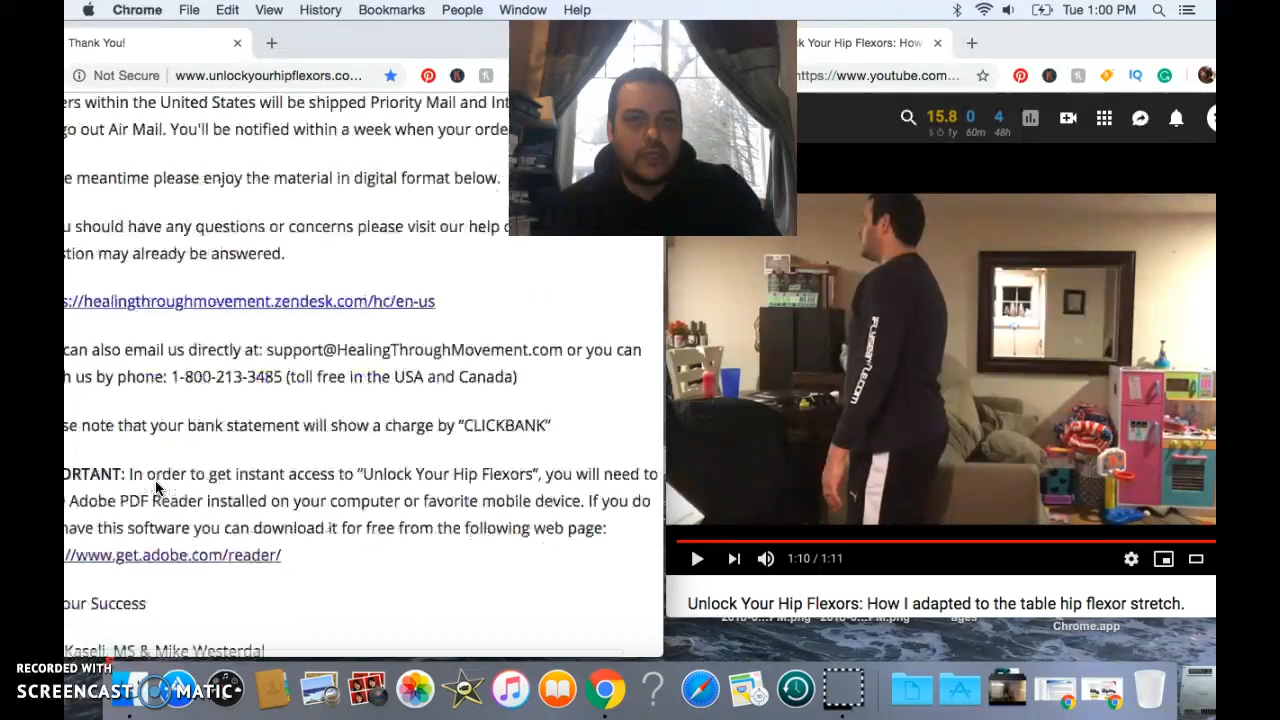 Chrome File Edit View History Bookmarks People Window Help Tue 1:00 PM
Thank You!
ck Your Hip Flexors: How
Not Secure www.unlockyourhipflexors.co...
https://www.youtube.com...
IQ
ers within the United States will be shipped Priority Mail and Int
go out Air Mail. You'll be notified within a week when your orde
15.8 0 4
1y 60m 48h
e meantime please enjoy the material in digital format below.
u should have any questions or concerns please visit our help
stion may already be answered.
s://healingthroughmovement.zendesk.com/hc/en-us
can also email us directly at: support@HealingThroughMovement.com or you can
h us by phone: 1-800-213-3485 (toll free in the USA and Canada)
se note that your bank statement will show a charge by “CLICKBANK”
ORTANT: In order to get instant access to “Unlock Your Hip Flexors”, you will need to
Adobe PDF Reader installed on your computer or favorite mobile device. If you do
have this software you can download it for free from the following web page:
//www.get.adobe.com/reader/
our Success
Kaseli, MS & Mike Westerdal
1:10 / 1:11
Unlock Your Hip Flexors: How I adapted to the table hip flexor stretch.
Chrome.app
RECORDED WITH
SCREENCAST MATIC